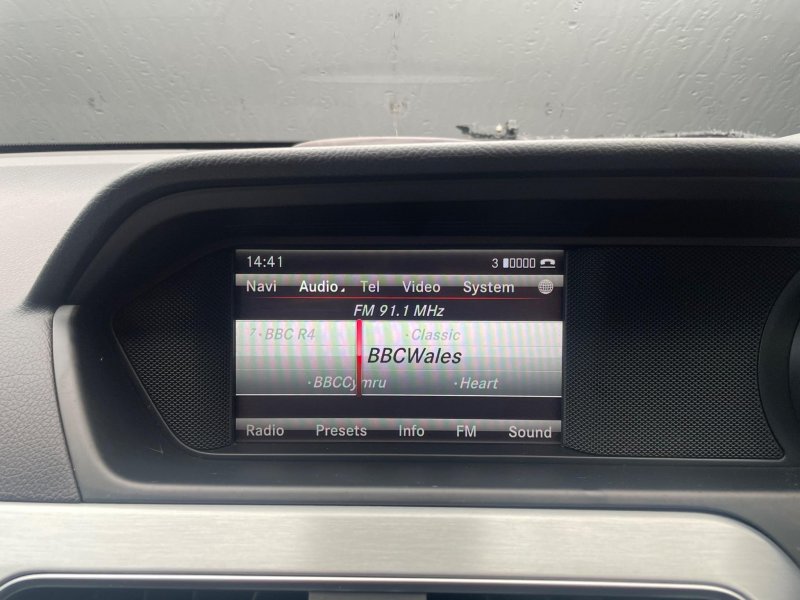 14:41 3
Navi Audio Tel Video System
FM 91.1 MHz
7·BBC R4 ·Classic
BBCWales
·BBCCymru ·Heart
Radio Presets Info FM Sound